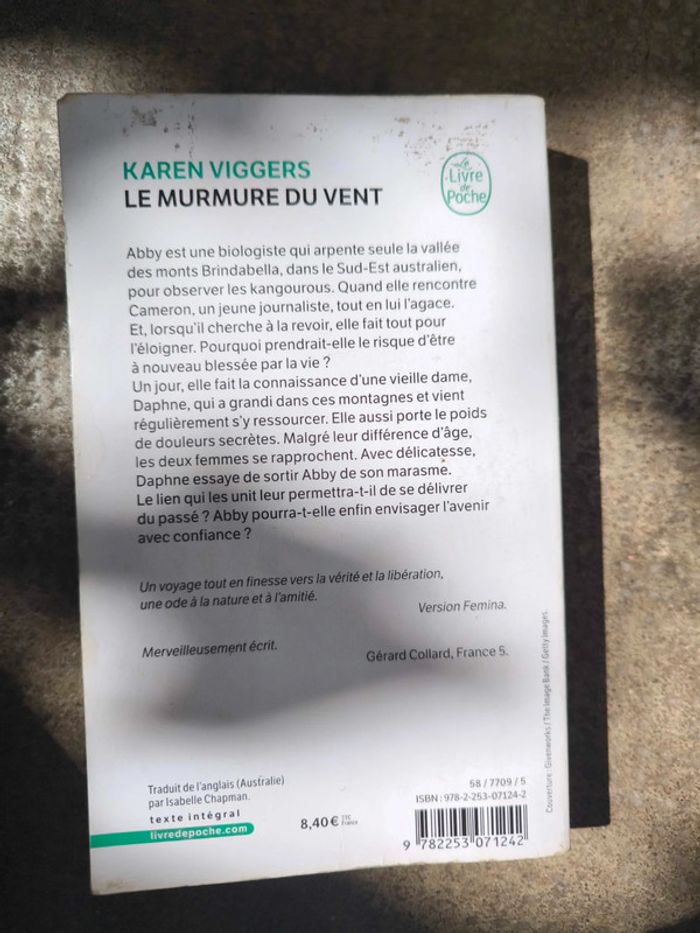 KAREN VIGGERS
LE MURMURE DU VENT
Le
Livre
de
Poche
Abby est une biologiste qui arpente seule la vallée
des monts Brindabella, dans le Sud-Est australien,
pour observer les kangourous. Quand elle rencontre
Cameron, un jeune journaliste, tout en lui l'agace.
Et, lorsqu'il cherche à la revoir, elle fait tout pour
l'éloigner. Pourquoi prendrait-elle le risque d'être
à nouveau blessée par la vie ?
Un jour, elle fait la connaissance d'une vieille dame,
Daphne, qui a grandi dans ces montagnes et vient
régulièrement s'y ressourcer. Elle aussi porte le poids
de douleurs secrètes. Malgré leur différence d'âge,
les deux femmes se rapprochent. Avec délicatesse,
Daphne essaye de sortir Abby de son marasme.
Le lien qui les unit leur permettra-t-il de se délivrer
du passé ? Abby pourra-t-elle enfin envisager l'avenir
avec confiance ?
Un voyage tout en finesse vers la vérité et la libération,
une ode à la nature et à l'amitié.
Version Femina.
Merveilleusement écrit.
Gérard Collard, France 5.
Couverture : Givenworks / The Image Bank / Getty Images.
Traduit de l'anglais (Australie)
par Isabelle Chapman.
texte intégral
livredepoche.com
8,40 € TTC
France
58 / 7709 / 5
ISBN : 978-2-253-07124-2
9 782253 071242